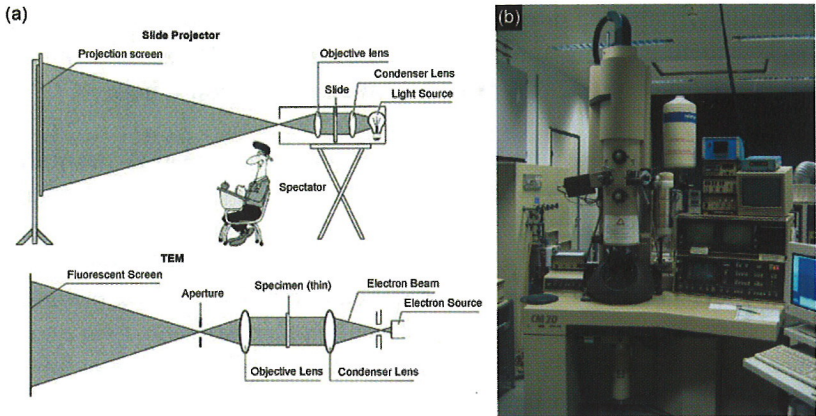 (a)
Slide Projector
Projection screen
Objective lens
Condenser Lens
Slide
Light Source
Spectator
TEM
Fluorescent Screen
Aperture
Specimen (thin)
Electron Beam
Electron Source
Objective Lens
Condenser Lens
(b)
CM 20